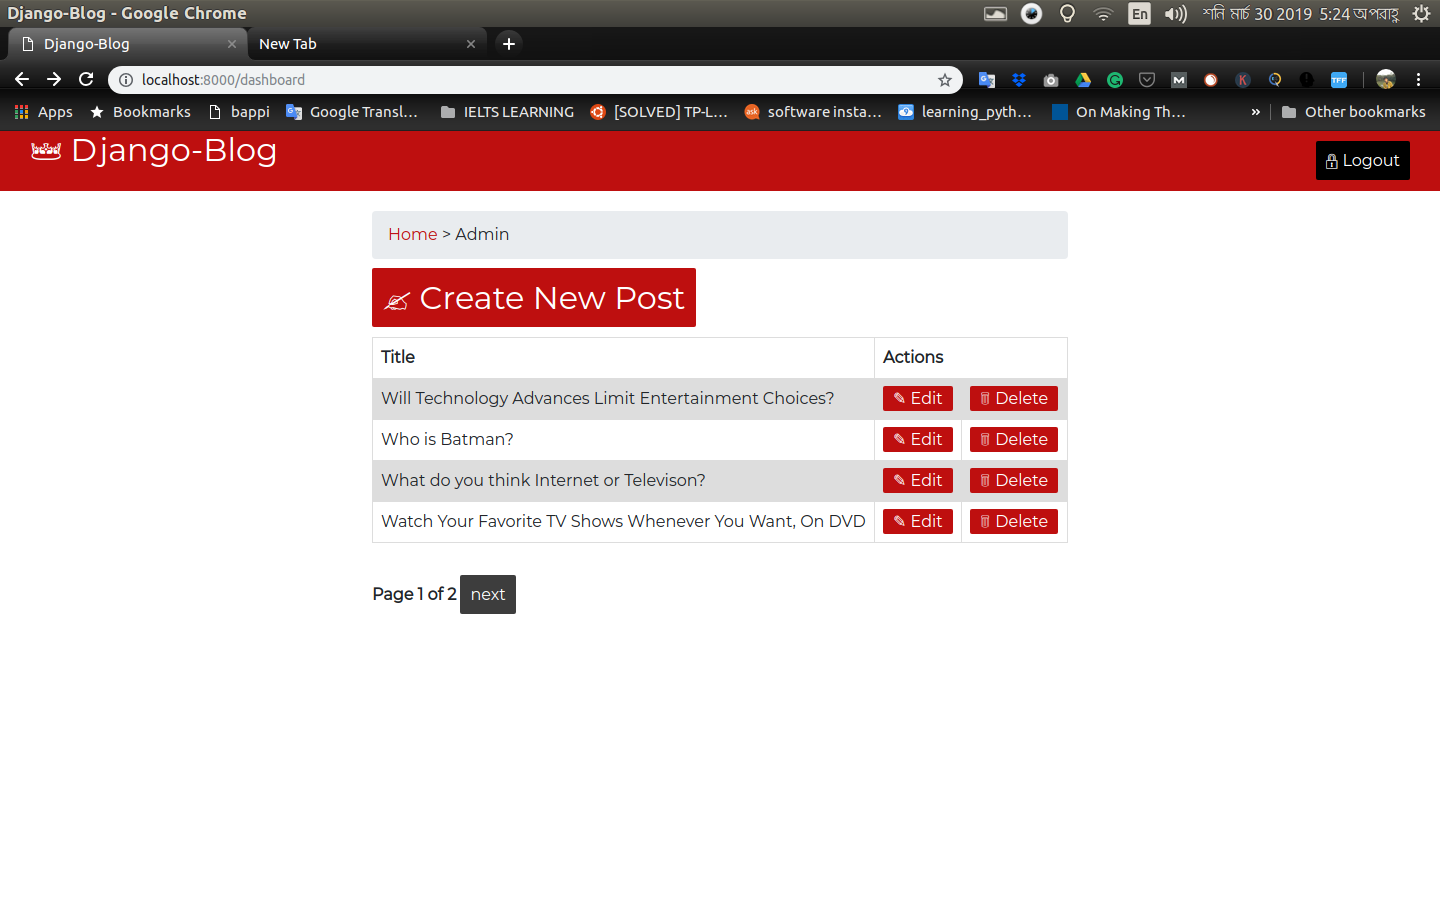 Django-Blog - Google Chrome
En
শনি মার্চ 30 2019 5:24 অপরাহ্ণ
Django-Blog
New Tab
localhost:8000/dashboard
TFF
Apps
Bookmarks
bappi
Google Transl...
IELTS LEARNING
[SOLVED] TP-L...
ask
software insta...
learning_pyth...
On Making Th...
»
Other bookmarks
Django-Blog
Logout
Home > Admin
Create New Post
Title Actions
Will Technology Advances Limit Entertainment Choices? Edit Delete
Who is Batman? Edit Delete
What do you think Internet or Televison? Edit Delete
Watch Your Favorite TV Shows Whenever You Want, On DVD Edit Delete
Page 1 of 2 next